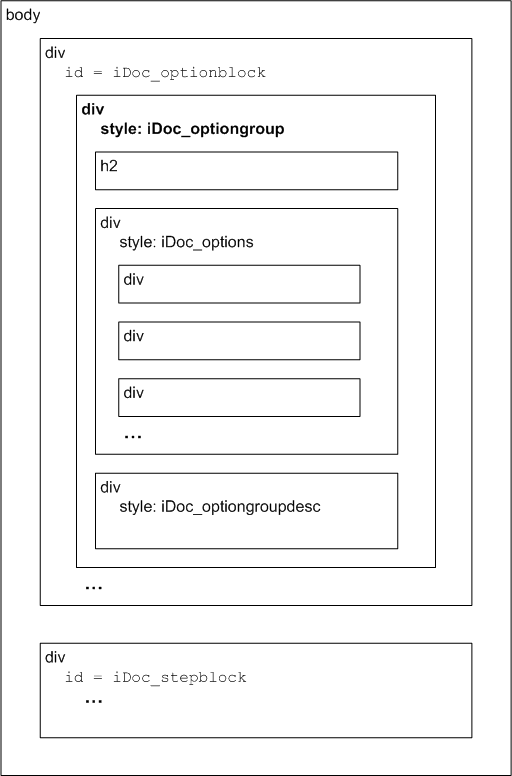 body
div
id = iDoc_optionblock
div
style: iDoc_optiongroup
h2
div
style: iDoc_options
div
div
div
...
div
style: iDoc_optiongroupdesc
...
div
id = iDoc_stepblock
...